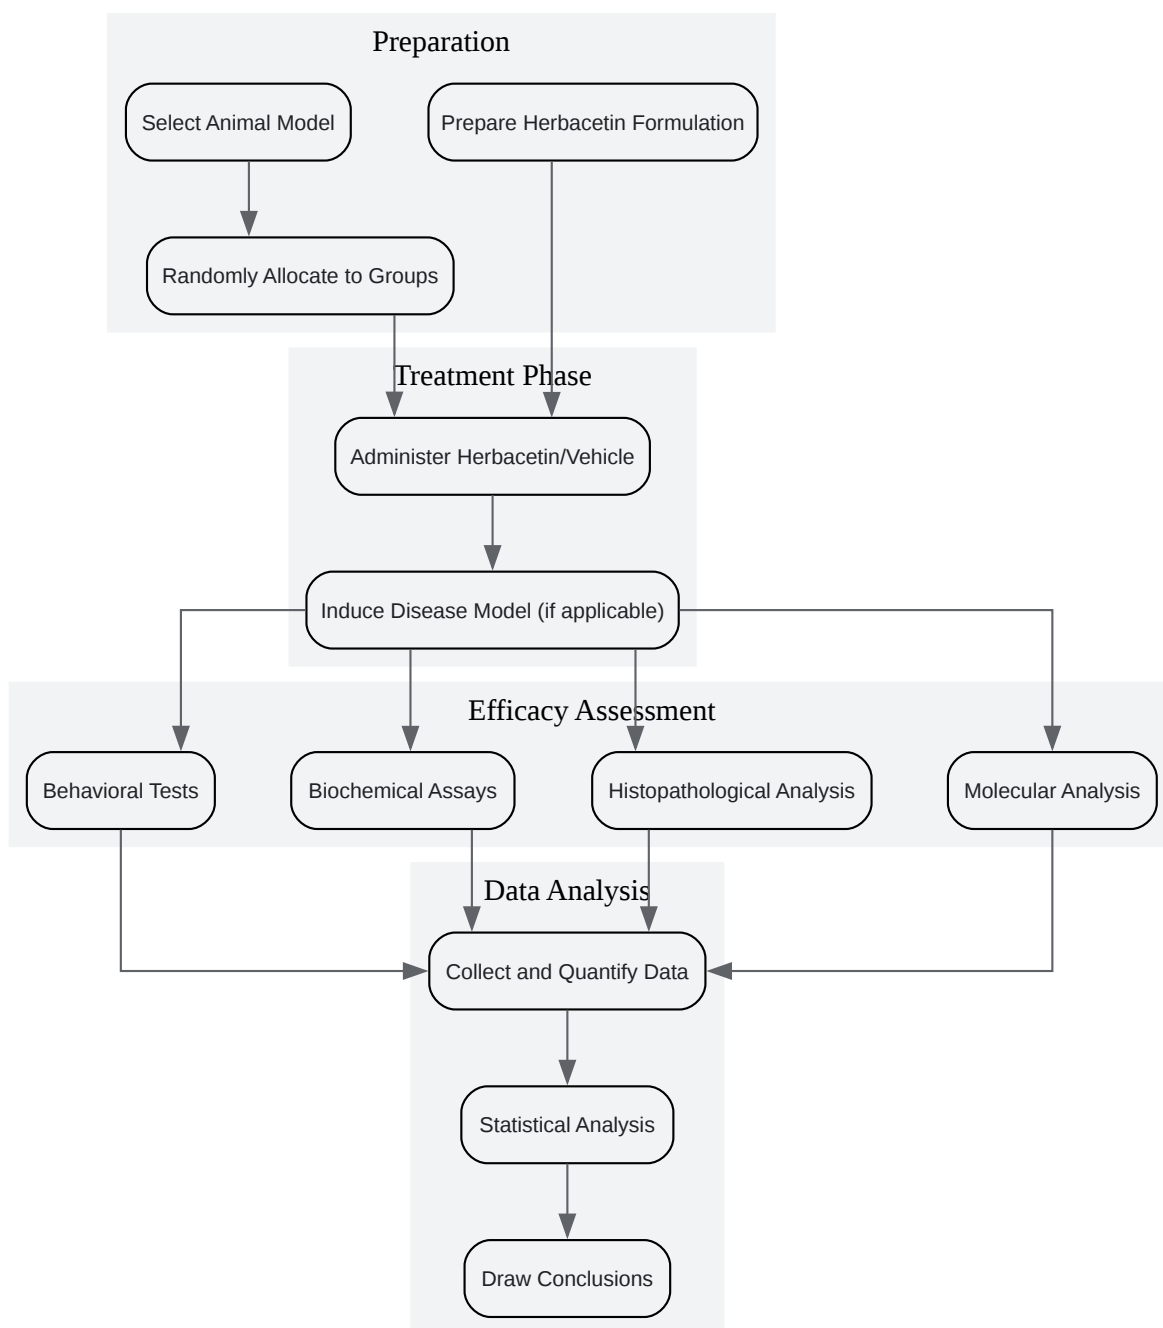 Preparation
Select Animal Model
Prepare Herbacetin Formulation
Randomly Allocate to Groups
Treatment Phase
Administer Herbacetin/Vehicle
Induce Disease Model (if applicable)
Efficacy Assessment
Behavioral Tests
Biochemical Assays
Histopathological Analysis
Molecular Analysis
Data Analysis
Collect and Quantify Data
Statistical Analysis
Draw Conclusions